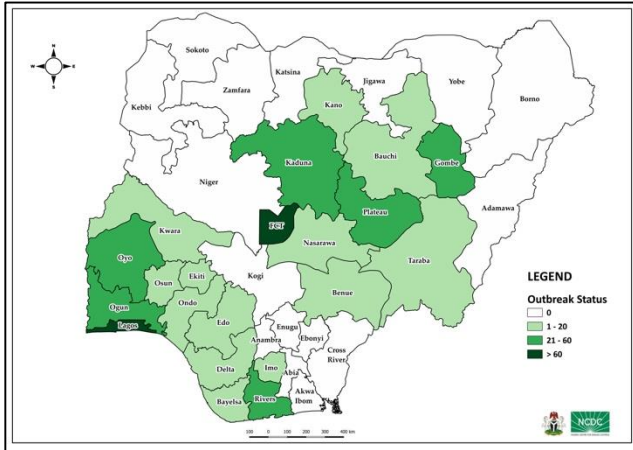 N
W E
S
Sokoto
Katsina
Jigawa
Yobe
Borno
Zamfara
Kebbi
Kano
Kaduna
Bauchi
Gombe
Niger
Adamawa
Plateau
FCT
Kwara
Nasarawa
Taraba
Oyo
Kogi
Ekiti
Osun
Benue
Ondo
Ogun
Lagos
Edo
Enugu
Ebonyi
Anambra
Cross
River
Delta
Imo
Abia
Bayelsa
Rivers
Akwa
Ibom
LEGEND
Outbreak Status
0
1 - 20
21 - 60
> 60
100 0 100 200 300 400 km
NCDC